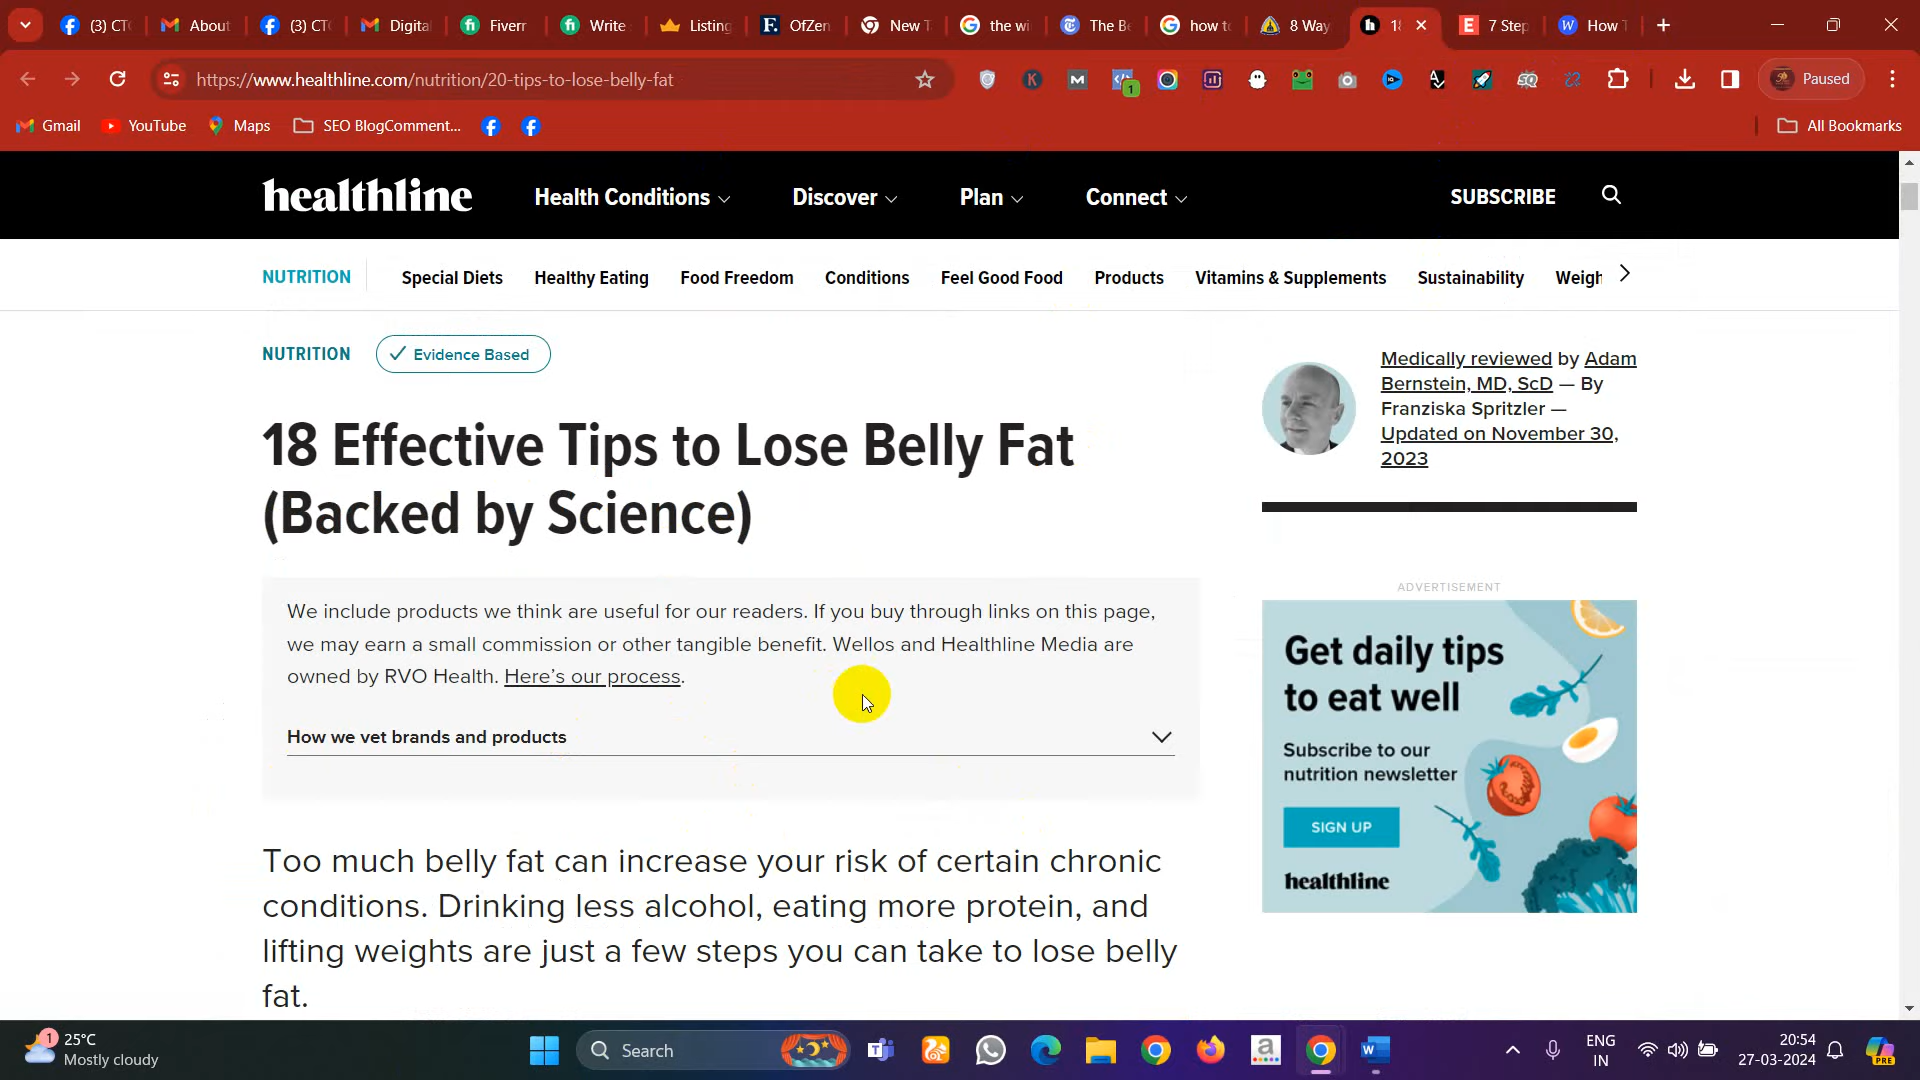 (3) CTC
About
(3) CTC
Digita
Fiverr
Write
Listing
OfZen
New T
the wi
The Be
how to
8 Way
18
7 Step
How T
https://www.healthline.com/nutrition/20-tips-to-lose-belly-fat
1
Paused
Gmail
YouTube
Maps
SEO BlogComment...
All Bookmarks
healthline
Health Conditions
Discover
Plan
Connect
SUBSCRIBE
NUTRITION
Special Diets
Healthy Eating
Food Freedom
Conditions
Feel Good Food
Products
Vitamins & Supplements
Sustainability
Weigh
NUTRITION
Evidence Based
18 Effective Tips to Lose Belly Fat
(Backed by Science)
Medically reviewed by Adam
Bernstein, MD, ScD — By
Franziska Spritzler —
Updated on November 30,
2023
We include products we think are useful for our readers. If you buy through links on this page,
we may earn a small commission or other tangible benefit. Wellos and Healthline Media are
owned by RVO Health. Here's our process.
How we vet brands and products
Too much belly fat can increase your risk of certain chronic
conditions. Drinking less alcohol, eating more protein, and
lifting weights are just a few steps you can take to lose belly
fat.
ADVERTISEMENT
Get daily tips
to eat well
Subscribe to our
nutrition newsletter
SIGN UP
healthline
1
25°C
Mostly cloudy
Search
ENG
IN
20:54
27-03-2024
PRE